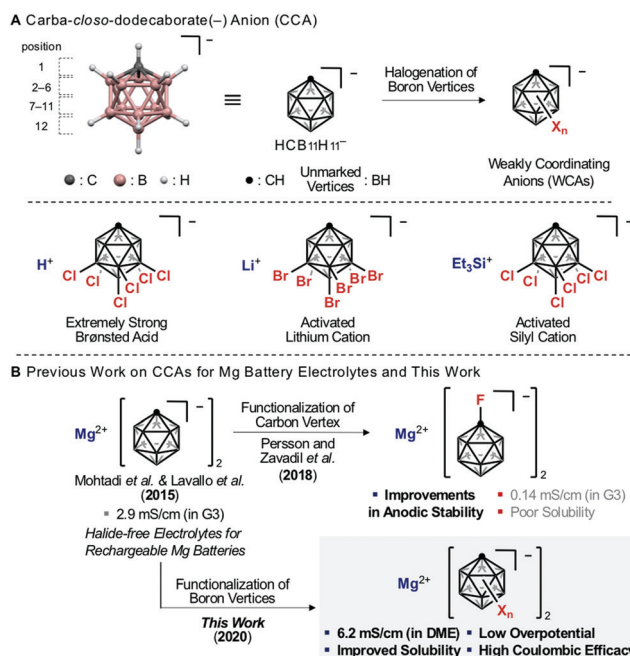 A Carba-closo-dodecaborate(−) Anion (CCA)
position
1
2–6
7–11
12
−
≡
−
HCB11H11−
Halogenation of
Boron Vertices
−
Xn
: C : B : H
: CH Unmarked Vertices : BH
Weakly Coordinating
Anions (WCAs)
H+
−
Cl Cl Cl Cl Cl Cl
Extremely Strong
Brønsted Acid
Li+
−
Br Br Br Br Br Br
Activated
Lithium Cation
Et3Si+
−
Cl Cl Cl Cl Cl Cl
Activated
Silyl Cation
B Previous Work on CCAs for Mg Battery Electrolytes and This Work
Mg2+
−
2
Mohtadi et al. & Lavallo et al.
(2015)
▪ 2.9 mS/cm (in G3)
Halide-free Electrolytes for
Rechargeable Mg Batteries
Functionalization of
Carbon Vertex
Persson and
Zavadil et al.
(2018)
Mg2+
F
−
2
▪ Improvements
in Anodic Stability
▪ 0.14 mS/cm (in G3)
▪ Poor Solubility
Functionalization of
Boron Vertices
This Work
(2020)
Mg2+
−
Xn
2
▪ 6.2 mS/cm (in DME) ▪ Low Overpotential
▪ Improved Solubility ▪ High Coulombic Efficacy